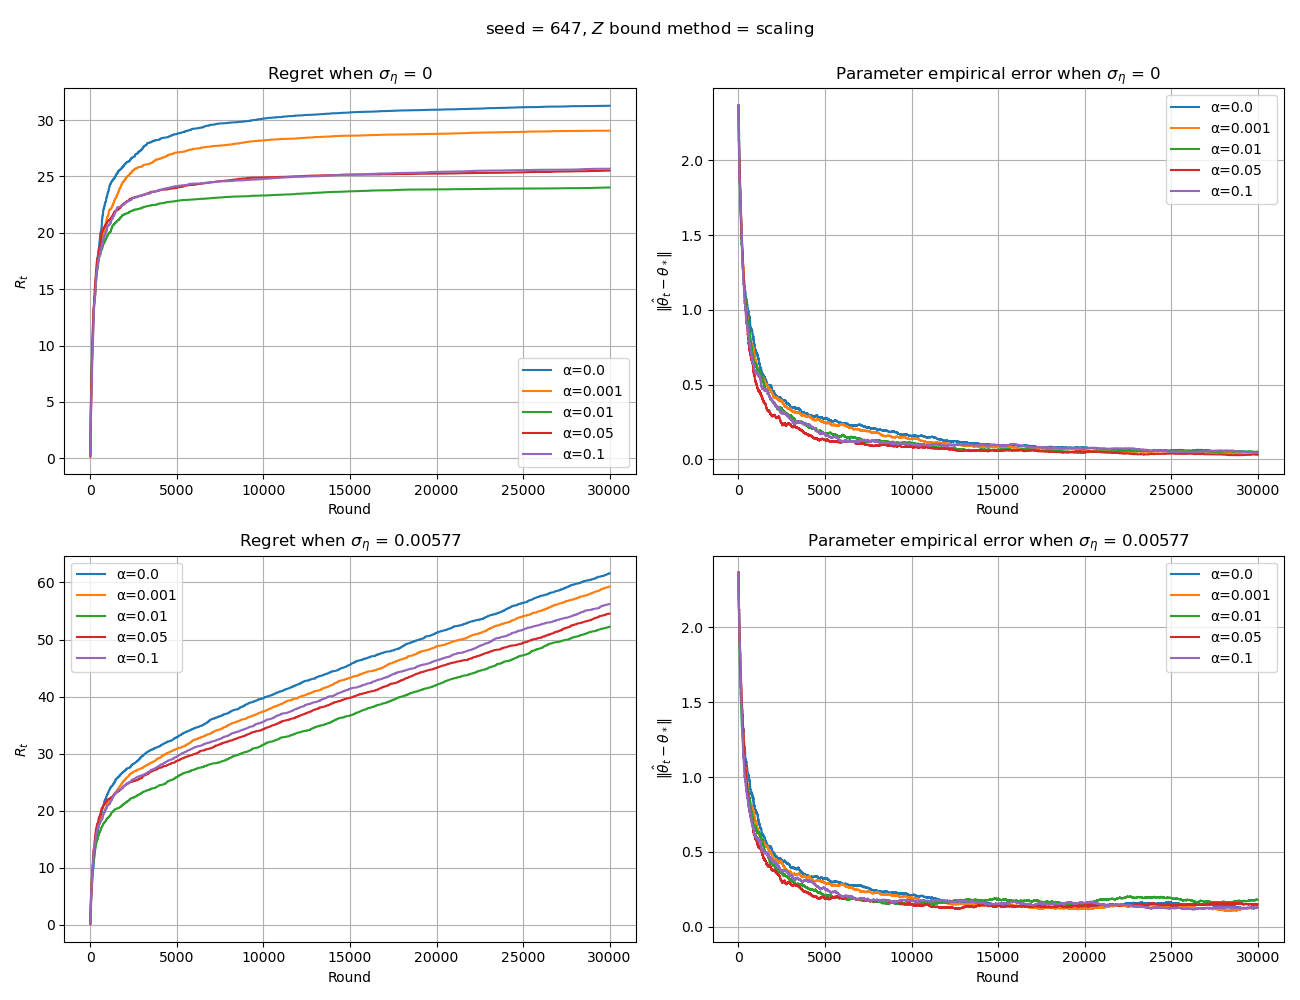 seed = 647, Z bound method = scaling
Regret when σ_η = 0
R_t
30
25
20
15
10
5
0
α=0.0
α=0.001
α=0.01
α=0.05
α=0.1
0 5000 10000 15000 20000 25000 30000
Round
Parameter empirical error when σ_η = 0
‖θ̂_t − θ_*‖
2.0
1.5
1.0
0.5
0.0
α=0.0
α=0.001
α=0.01
α=0.05
α=0.1
0 5000 10000 15000 20000 25000 30000
Round
Regret when σ_η = 0.00577
R_t
60
50
40
30
20
10
0
α=0.0
α=0.001
α=0.01
α=0.05
α=0.1
0 5000 10000 15000 20000 25000 30000
Round
Parameter empirical error when σ_η = 0.00577
‖θ̂_t − θ_*‖
2.0
1.5
1.0
0.5
0.0
α=0.0
α=0.001
α=0.01
α=0.05
α=0.1
0 5000 10000 15000 20000 25000 30000
Round